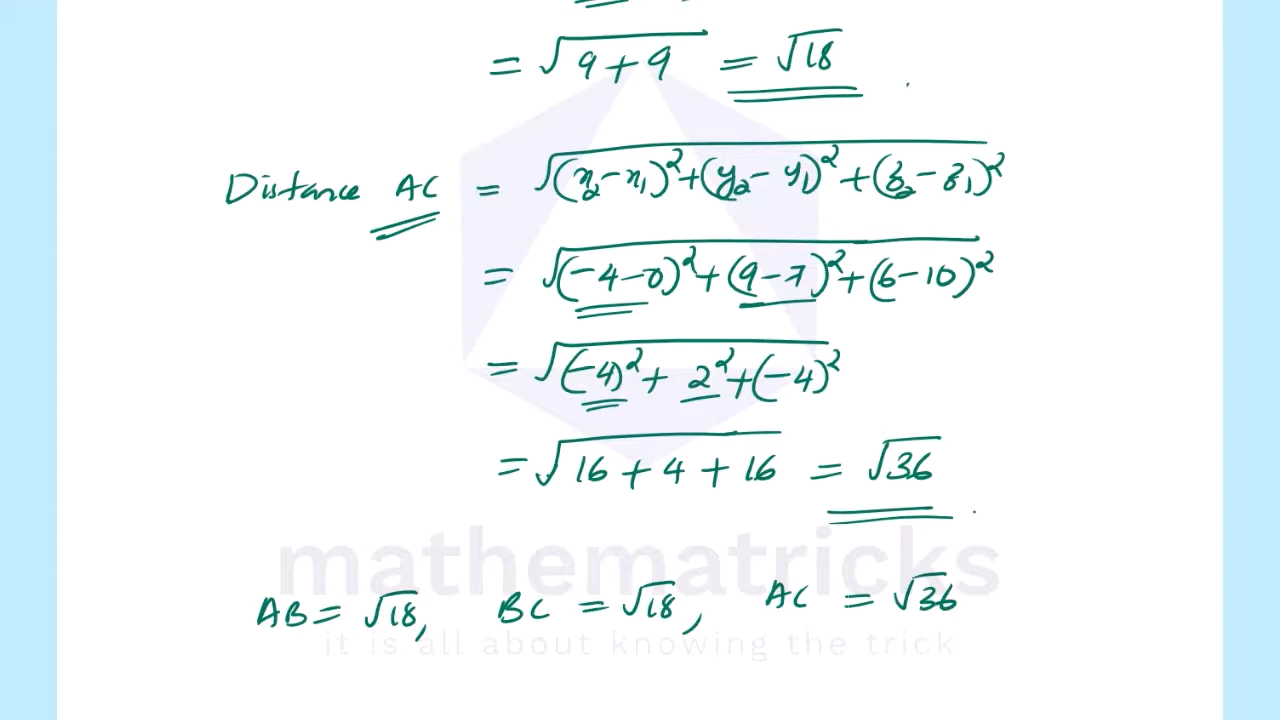 = √(9+9) = √18
Distance AC = √((x₂-x₁)²+(y₂-y₁)²+(z₂-z₁)²)
= √((-4-0)²+(9-7)²+(6-10)²)
= √((-4)²+2²+(-4)²)
= √(16+4+16) = √36
mathematricks
AB = √18, BC = √18, AC = √36
it is all about knowing the trick